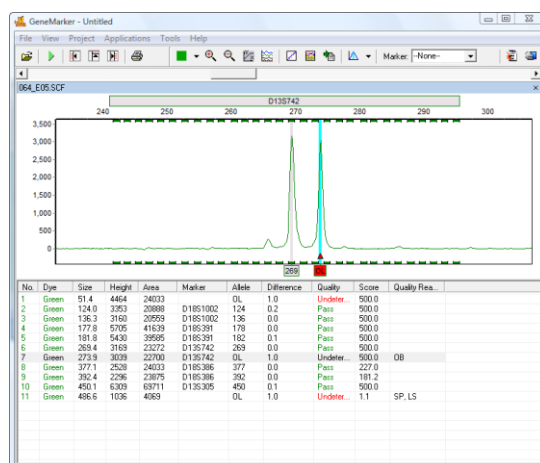 GeneMarker - Untitled
File View Project Applications Tools Help
Marker: --None--
064_E05.SCF
D13S742
240 250 260 270 280 290 300
3,500
3,000
2,500
2,000
1,500
1,000
500
0
269 OL
No. Dye Size Height Area Marker Allele Difference Quality Score Quality Rea...
1 Green 51.4 4464 24033 OL 1.0 Undeter... 500.0
2 Green 124.0 3353 20888 D18S1002 124 0.2 Pass 500.0
3 Green 136.3 3160 20559 D18S1002 136 0.0 Pass 500.0
4 Green 177.8 5705 41639 D18S391 178 0.0 Pass 500.0
5 Green 181.8 5430 39585 D18S391 182 0.1 Pass 500.0
6 Green 269.4 3169 23272 D13S742 269 0.0 Pass 500.0
7 Green 273.9 3039 22700 D13S742 OL 1.0 Undeter... 500.0 OB
8 Green 377.1 2528 24033 D18S386 377 0.0 Pass 227.0
9 Green 392.4 2296 23875 D18S386 392 0.0 Pass 181.2
10 Green 450.1 6309 69711 D13S305 450 0.1 Pass 500.0
11 Green 486.6 1036 4069 OL 1.0 Undeter... 1.1 SP, LS